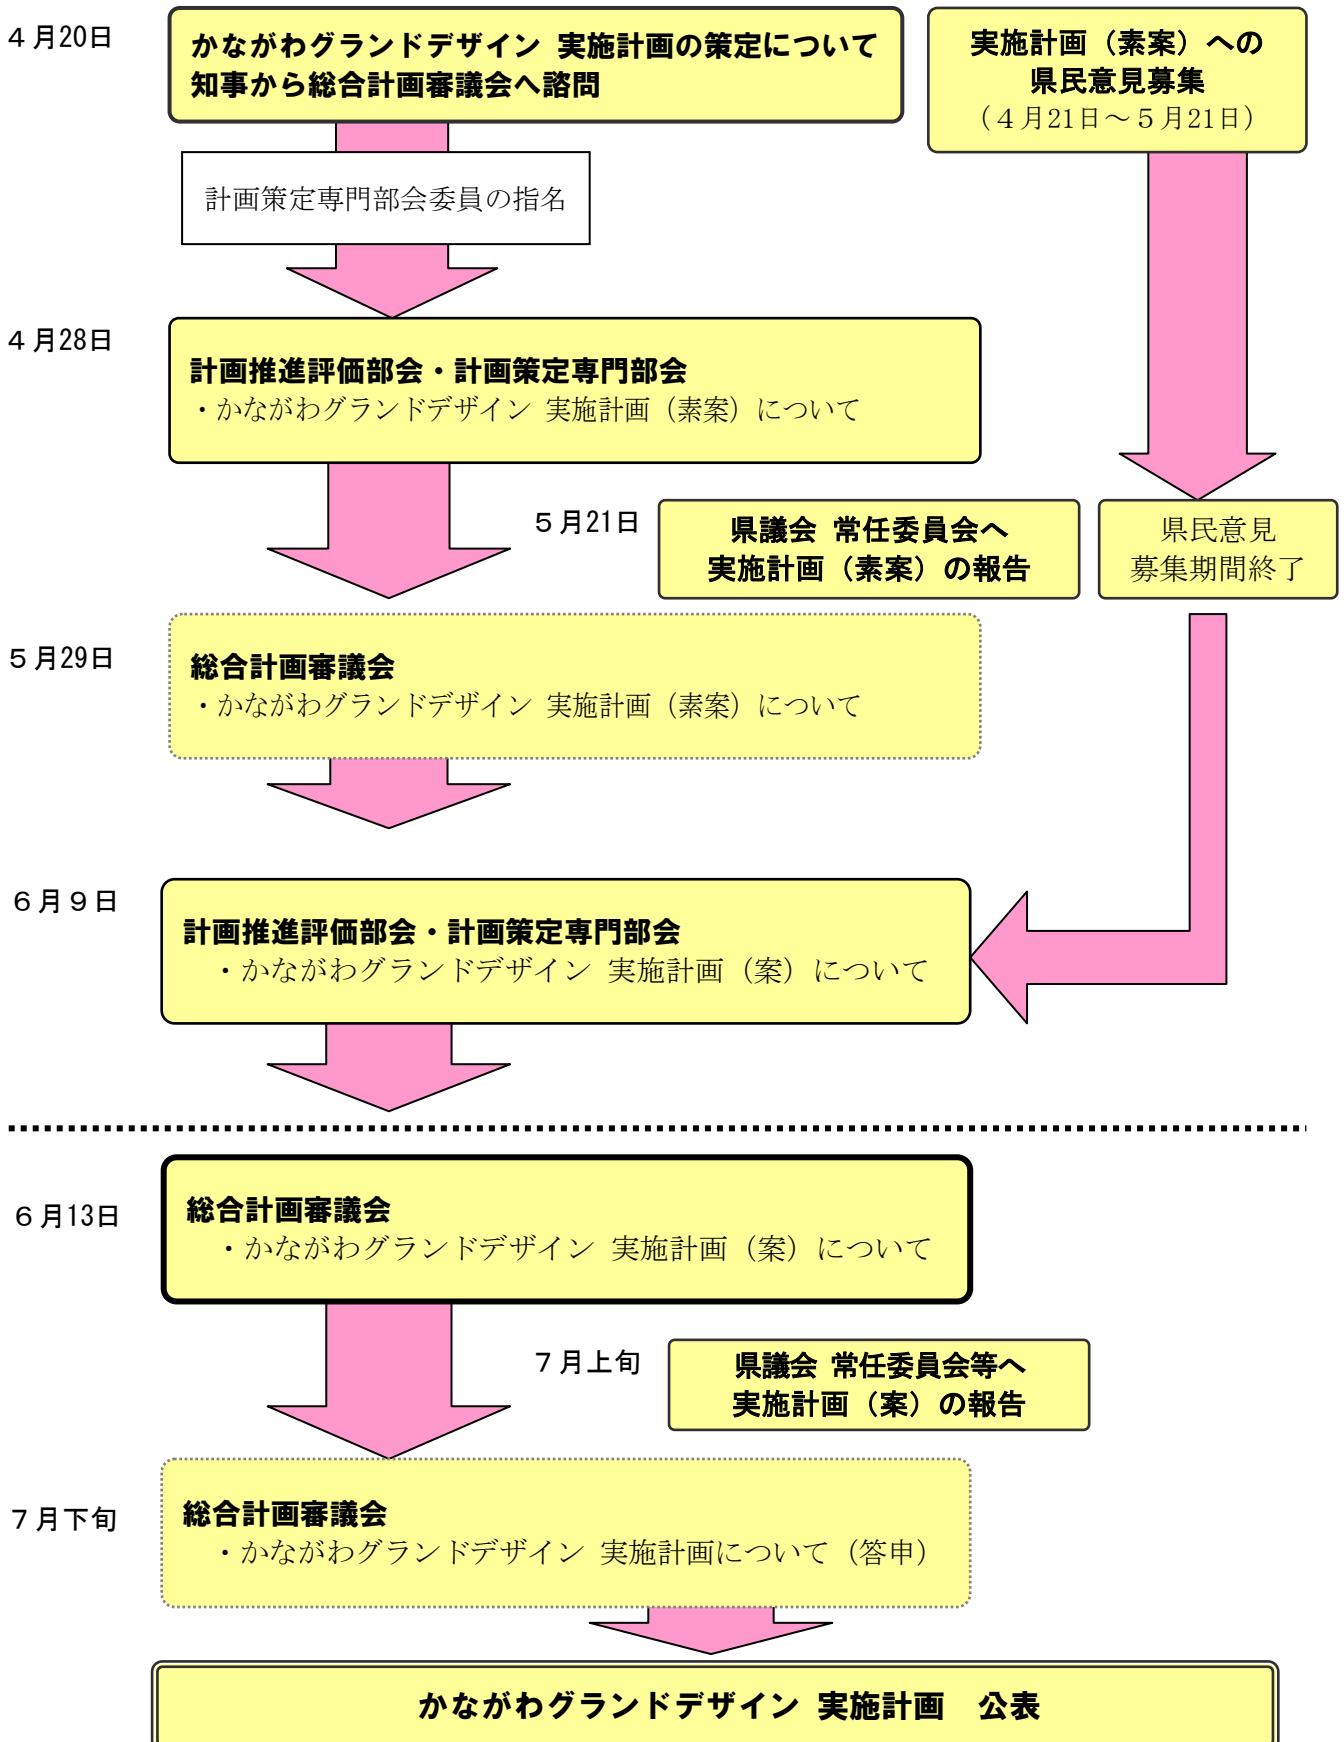 ４月20日
かながわグランドデザイン 実施計画の策定について
知事から総合計画審議会へ諮問
実施計画（素案）への
県民意見募集
（４月21日～５月21日）
計画策定専門部会委員の指名
４月28日
計画推進評価部会・計画策定専門部会
・かながわグランドデザイン 実施計画（素案）について
５月21日
県議会 常任委員会へ
実施計画（素案）の報告
県民意見
募集期間終了
５月29日
総合計画審議会
・かながわグランドデザイン 実施計画（素案）について
６月９日
計画推進評価部会・計画策定専門部会
・かながわグランドデザイン 実施計画（案）について
６月13日
総合計画審議会
・かながわグランドデザイン 実施計画（案）について
７月上旬
県議会 常任委員会等へ
実施計画（案）の報告
７月下旬
総合計画審議会
・かながわグランドデザイン 実施計画について（答申）
かながわグランドデザイン 実施計画　公表